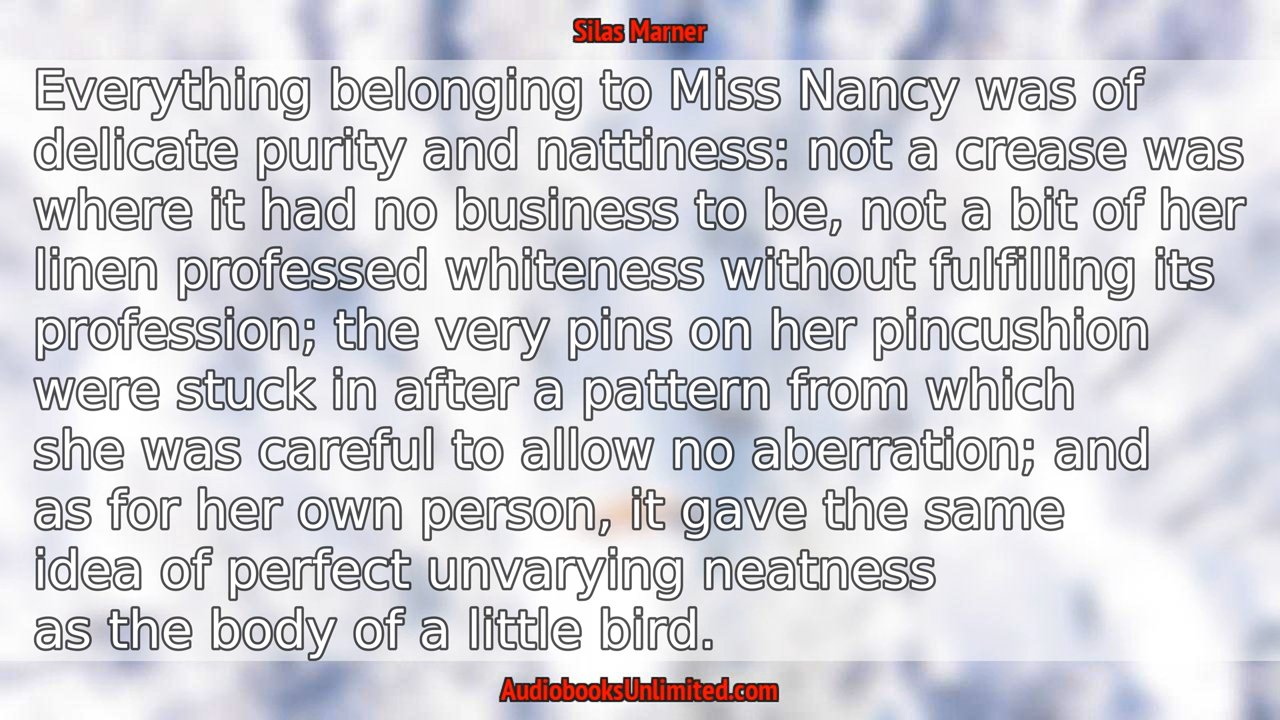 Silas Marner
Everything belonging to Miss Nancy was of
delicate purity and nattiness: not a crease was
where it had no business to be, not a bit of her
linen professed whiteness without fulfilling its
profession; the very pins on her pincushion
were stuck in after a pattern from which
she was careful to allow no aberration; and
as for her own person, it gave the same
idea of perfect unvarying neatness
as the body of a little bird.
AudiobooksUnlimited.com